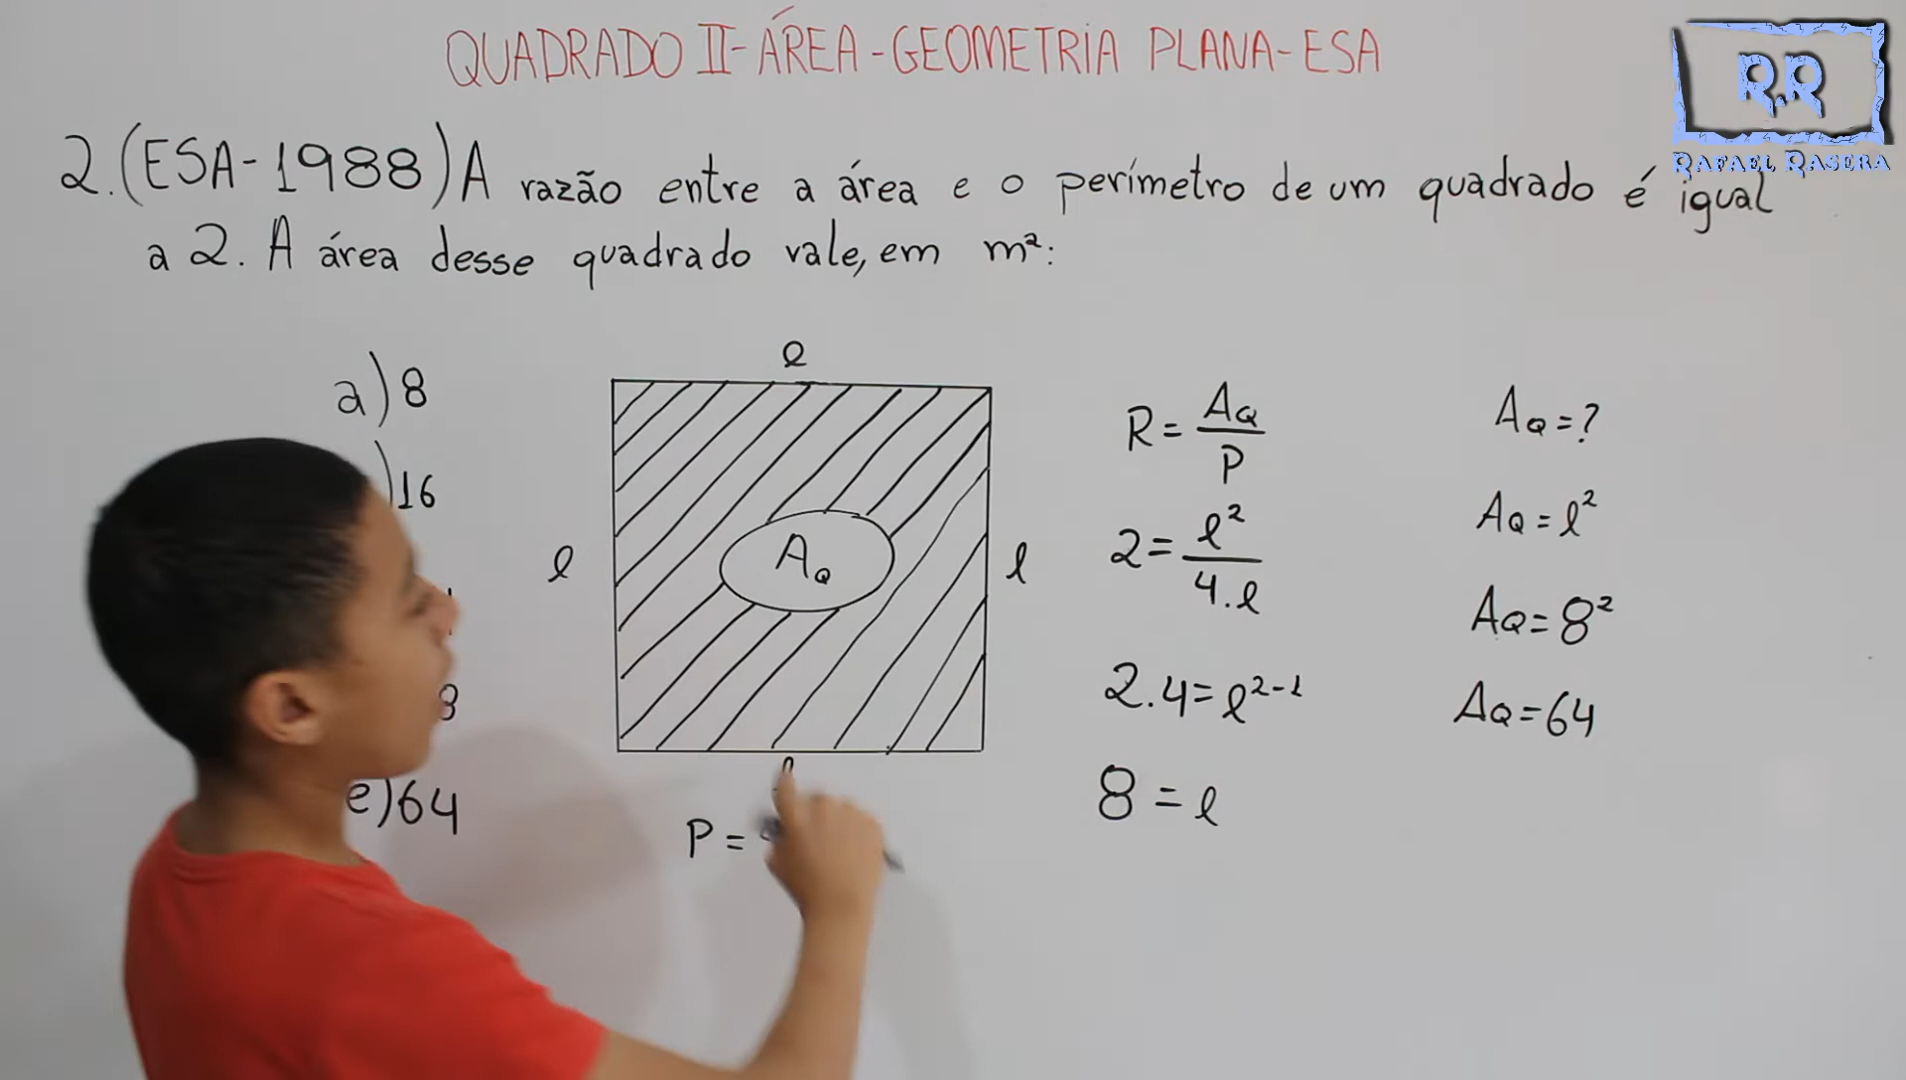 QUADRADO II-ÁREA-GEOMETRIA PLANA-ESA
R.R
RAFAEL RASERA
2.(ESA-1988)A razão entre a área e o perímetro de um quadrado é igual
a 2. A área desse quadrado vale, em m²:
a)8
)16
8
e)64
l
l
AQ
l
l
P=
R=AQ/P
2=l²/4.l
2.4=l²⁻¹
8=l
AQ=?
AQ=l²
AQ=8²
AQ=64